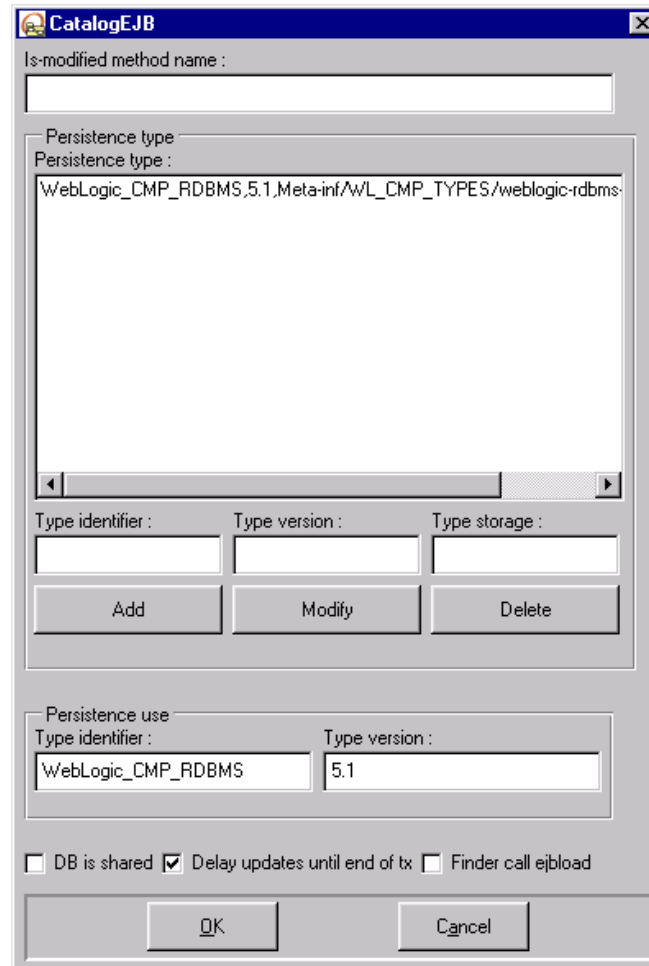 CatalogEJB
Is-modified method name :
Persistence type
Persistence type :
WebLogic_CMP_RDBMS,5.1,Meta-inf/WL_CMP_TYPES/weblogic-rdbms-
Type identifier : Type version : Type storage :
Add Modify Delete
Persistence use
Type identifier : Type version :
WebLogic_CMP_RDBMS 5.1
DB is shared Delay updates until end of tx Finder call ejbload
OK Cancel